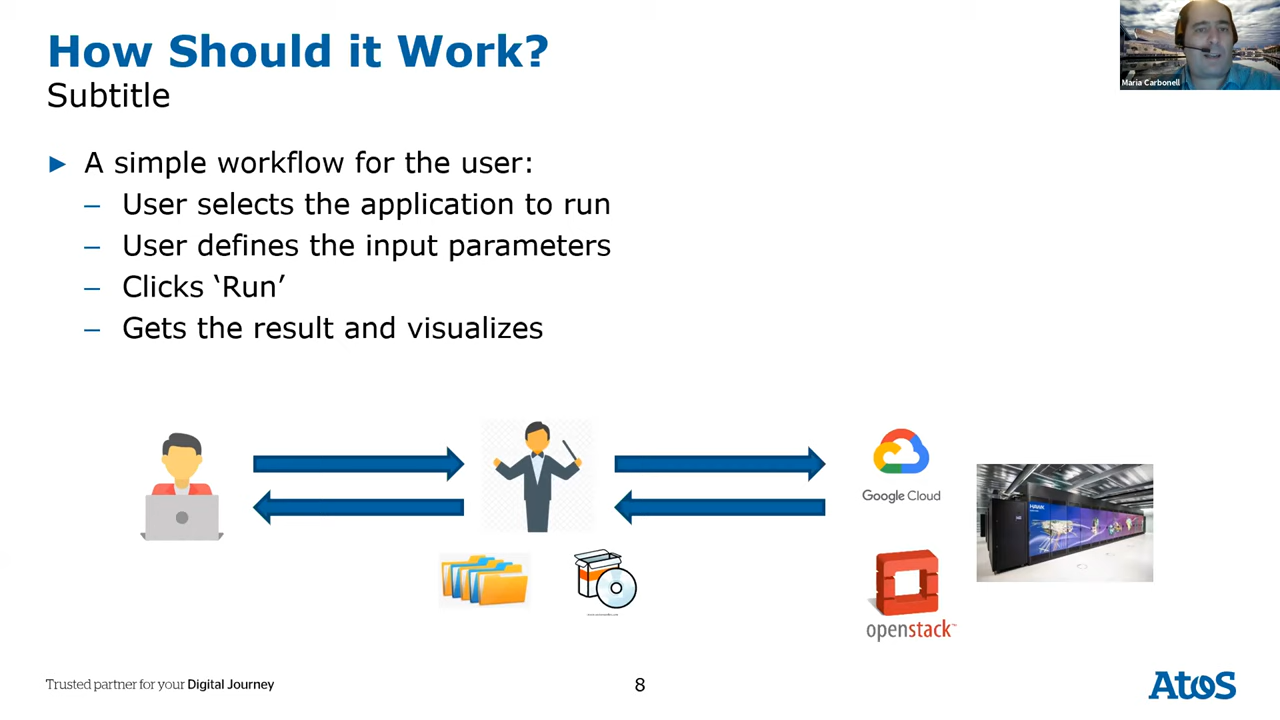 How Should it Work?
Subtitle
Maria Carbonell
► A simple workflow for the user:
– User selects the application to run
– User defines the input parameters
– Clicks ‘Run’
– Gets the result and visualizes
Google Cloud
HAWK
openstack™
Trusted partner for your Digital Journey
8
Atos